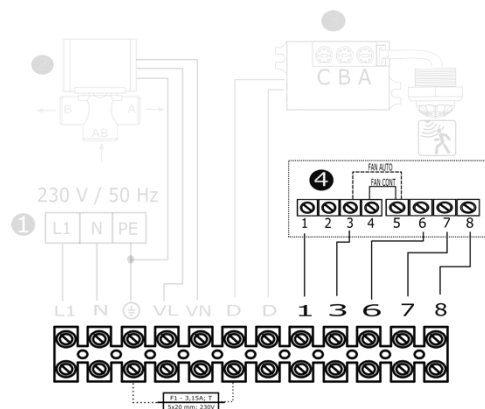 C B A
B A
AB
FAN AUTO
4
FAN CONT
230 V / 50 Hz
1 L1 N PE
1 2 3 4 5 6 7 8
L1 N VL VN D D 1 3 6 7 8
F1 - 3,15A; T
5x20 mm; 230V